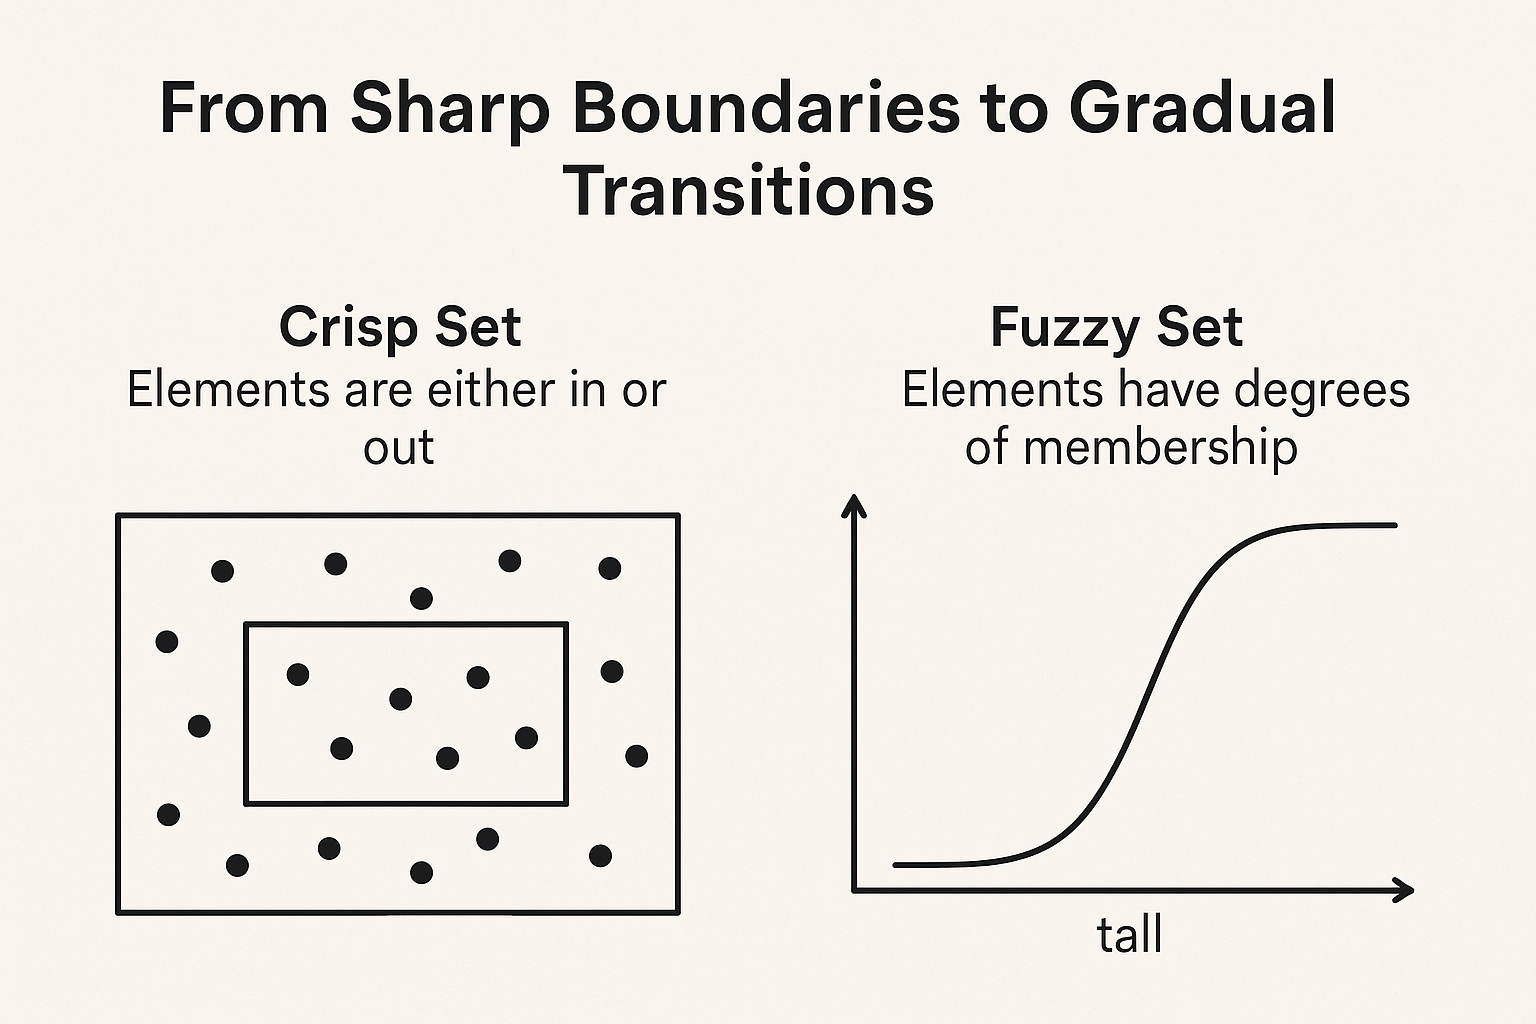 From Sharp Boundaries to Gradual
Transitions
Crisp Set
Elements are either in or
out
Fuzzy Set
Elements have degrees
of membership
tall